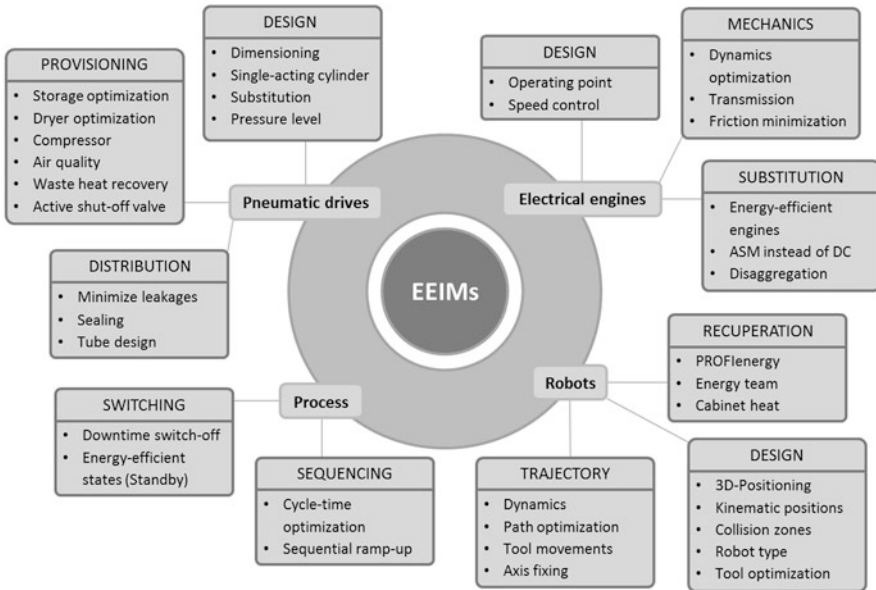 DESIGN
• Dimensioning
• Single-acting cylinder
• Substitution
• Pressure level
PROVISIONING
• Storage optimization
• Dryer optimization
• Compressor
• Air quality
• Waste heat recovery
• Active shut-off valve
DISTRIBUTION
• Minimize leakages
• Sealing
• Tube design
Pneumatic drives
DESIGN
• Operating point
• Speed control
MECHANICS
• Dynamics
optimization
• Transmission
• Friction minimization
SUBSTITUTION
• Energy-efficient
engines
• ASM instead of DC
• Disaggregation
Electrical engines
EEIMs
Process
SWITCHING
• Downtime switch-off
• Energy-efficient
states (Standby)
SEQUENCING
• Cycle-time
optimization
• Sequential ramp-up
Robots
RECUPERATION
• PROFIenergy
• Energy team
• Cabinet heat
TRAJECTORY
• Dynamics
• Path optimization
• Tool movements
• Axis fixing
DESIGN
• 3D-Positioning
• Kinematic positions
• Collision zones
• Robot type
• Tool optimization